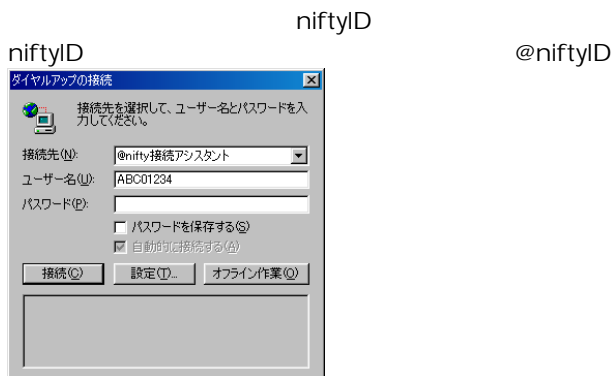 niftyID
niftyID @niftyID
ダイヤルアップの接続
接続先を選択して、ユーザー名とパスワードを入
力してください。
接続先(N): @nifty接続アシスタント
ユーザー名(U): ABC01234
パスワード(P):
パスワードを保存する(S)
自動的に接続する(A)
接続(C) 設定(T)... オフライン作業(O)